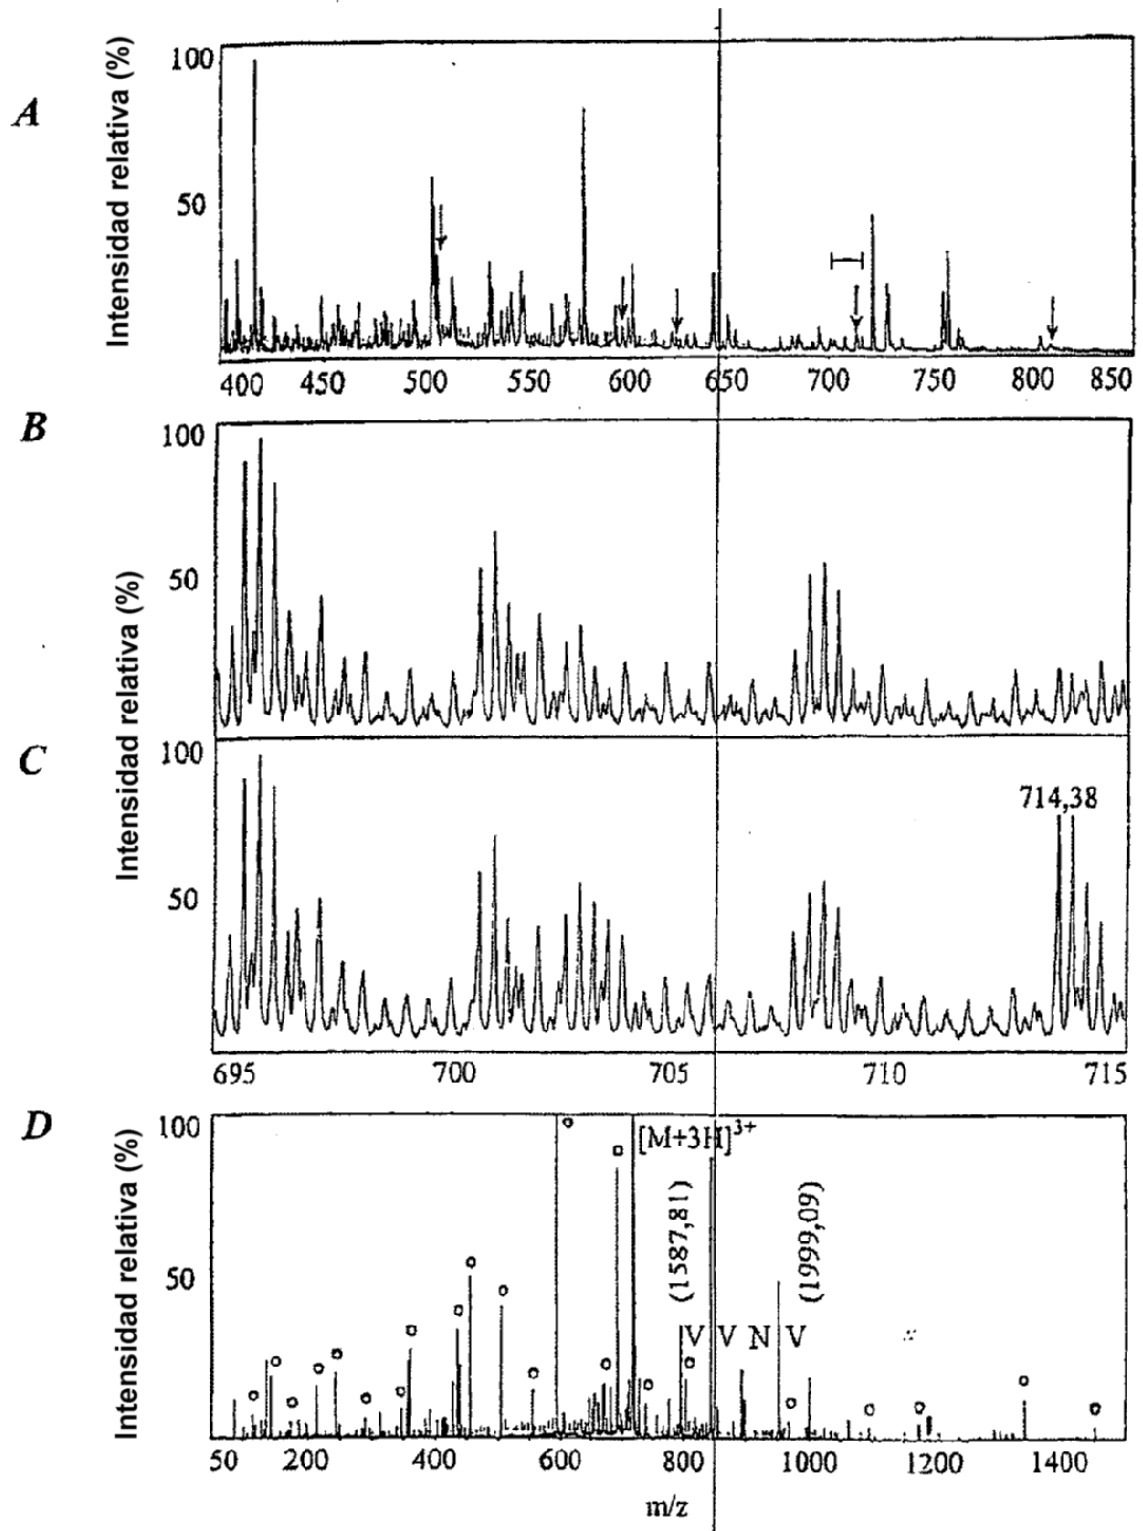 A
Intensidad relativa (%)
100
50
400 450 500 550 600 650 700 750 800 850
B
100
50
Intensidad relativa (%)
C
100
714,38
50
695 700 705 710 715
D
Intensidad relativa (%)
100
[M+3H]3+
(1587,81)
(1999,09)
50
V V N V
50 200 400 600 800 1000 1200 1400
m/z